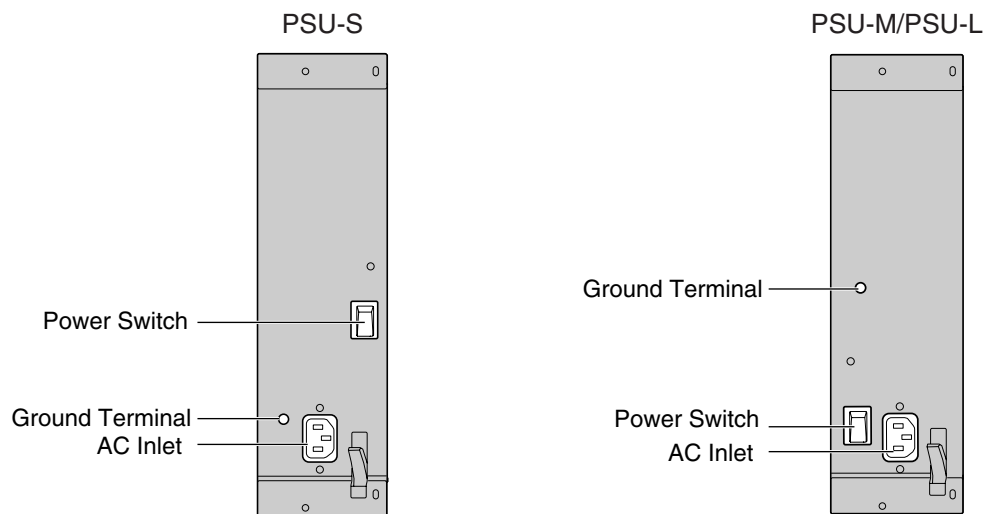 PSU-S
Power Switch
Ground Terminal
AC Inlet
PSU-M/PSU-L
Ground Terminal
Power Switch
AC Inlet